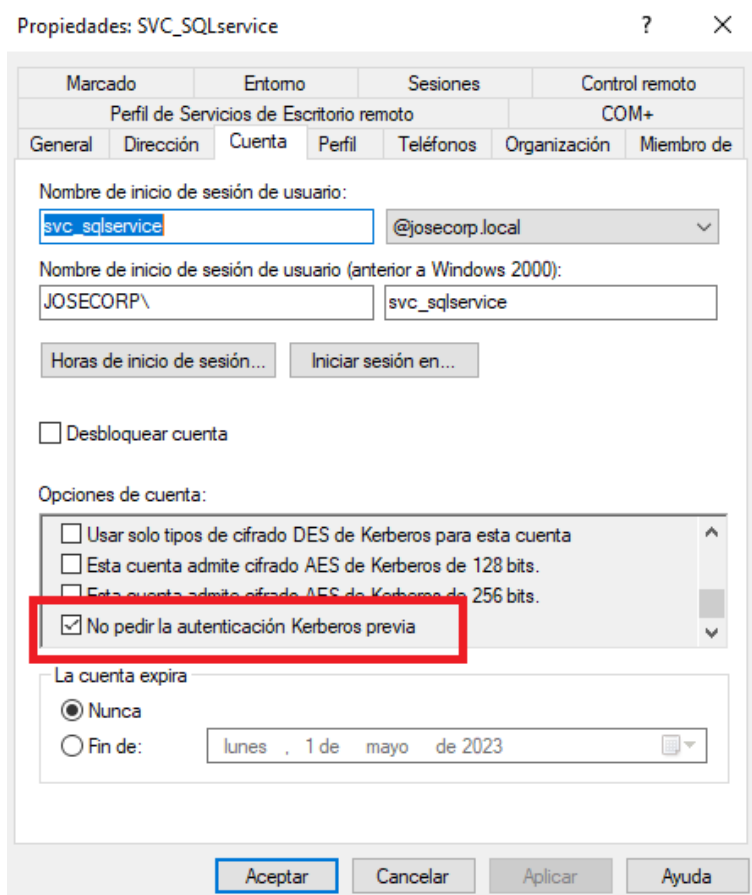 Propiedades: SVC_SQLservice ? ×
Marcado Entorno Sesiones Control remoto
Perfil de Servicios de Escritorio remoto COM+
General Dirección Cuenta Perfil Teléfonos Organización Miembro de
Nombre de inicio de sesión de usuario:
svc_sqlservice @josecorp.local
Nombre de inicio de sesión de usuario (anterior a Windows 2000):
JOSECORP\ svc_sqlservice
Horas de inicio de sesión... Iniciar sesión en...
Desbloquear cuenta
Opciones de cuenta:
Usar solo tipos de cifrado DES de Kerberos para esta cuenta
Esta cuenta admite cifrado AES de Kerberos de 128 bits.
Esta cuenta admite cifrado AES de Kerberos de 256 bits.
No pedir la autenticación Kerberos previa
La cuenta expira
Nunca
Fin de: lunes , 1 de mayo de 2023
Aceptar Cancelar Aplicar Ayuda